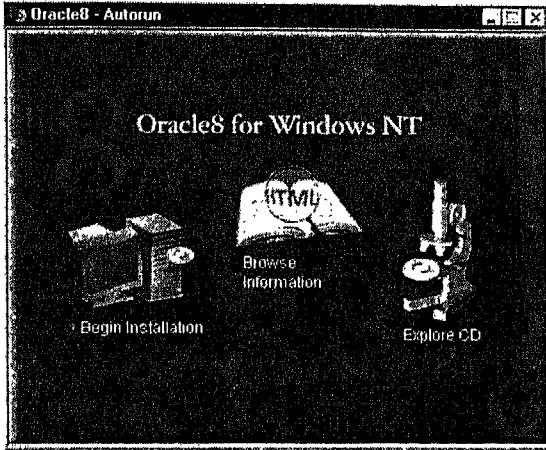 Oracle8 - Autorun
Oracle8 for Windows NT
HTML
Browse
Information
Begin Installation
Explore CD